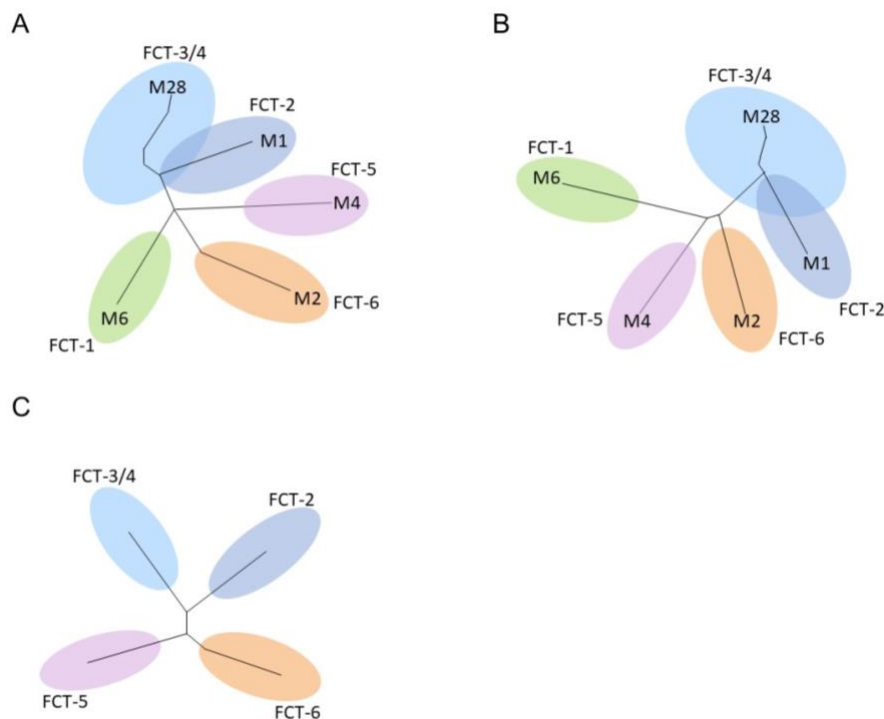 A
FCT-3/4
M28
FCT-2
M1
FCT-5
M4
M2
FCT-6
M6
FCT-1
B
FCT-3/4
M28
FCT-1
M6
M1
FCT-2
FCT-5
M4
M2
FCT-6
C
FCT-3/4
FCT-2
FCT-5
FCT-6